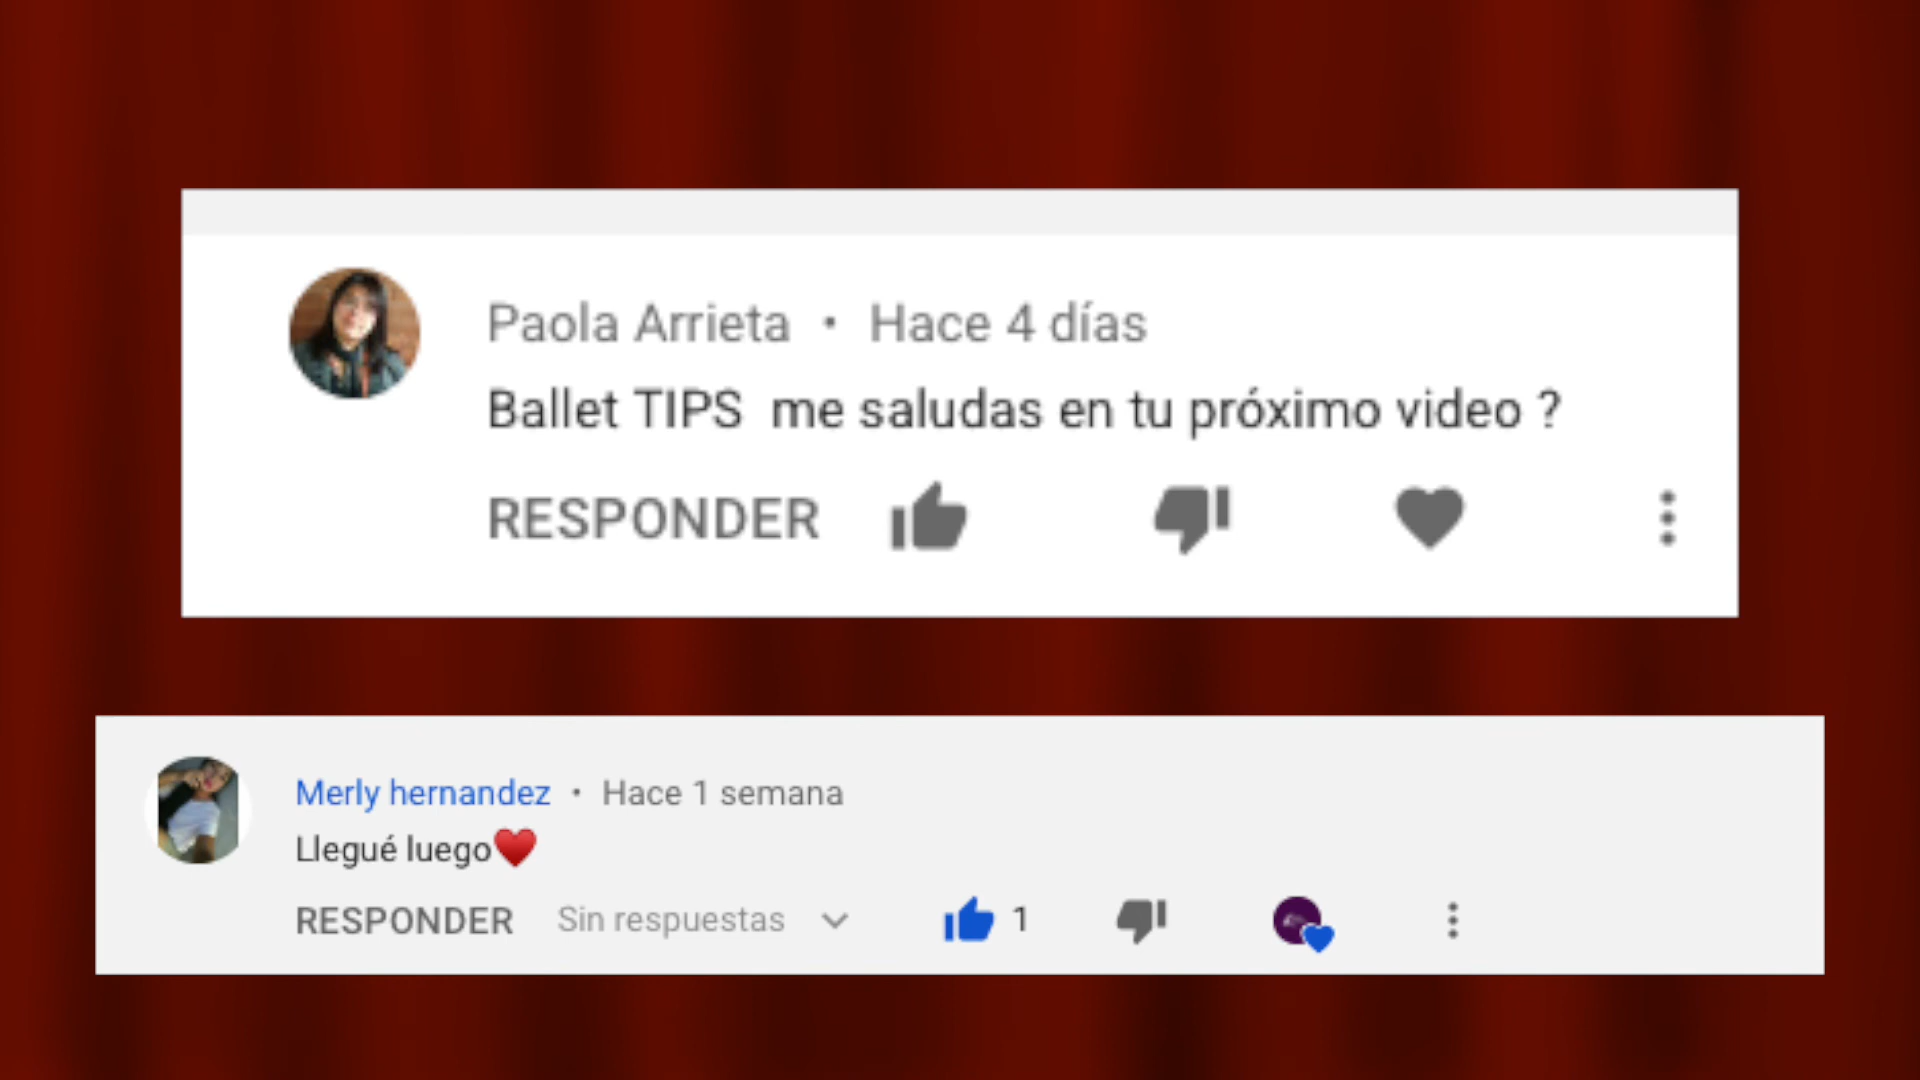 Paola Arrieta • Hace 4 días
Ballet TIPS  me saludas en tu próximo video ?
RESPONDER
Merly hernandez • Hace 1 semana
Llegué luego❤️
RESPONDER Sin respuestas 1